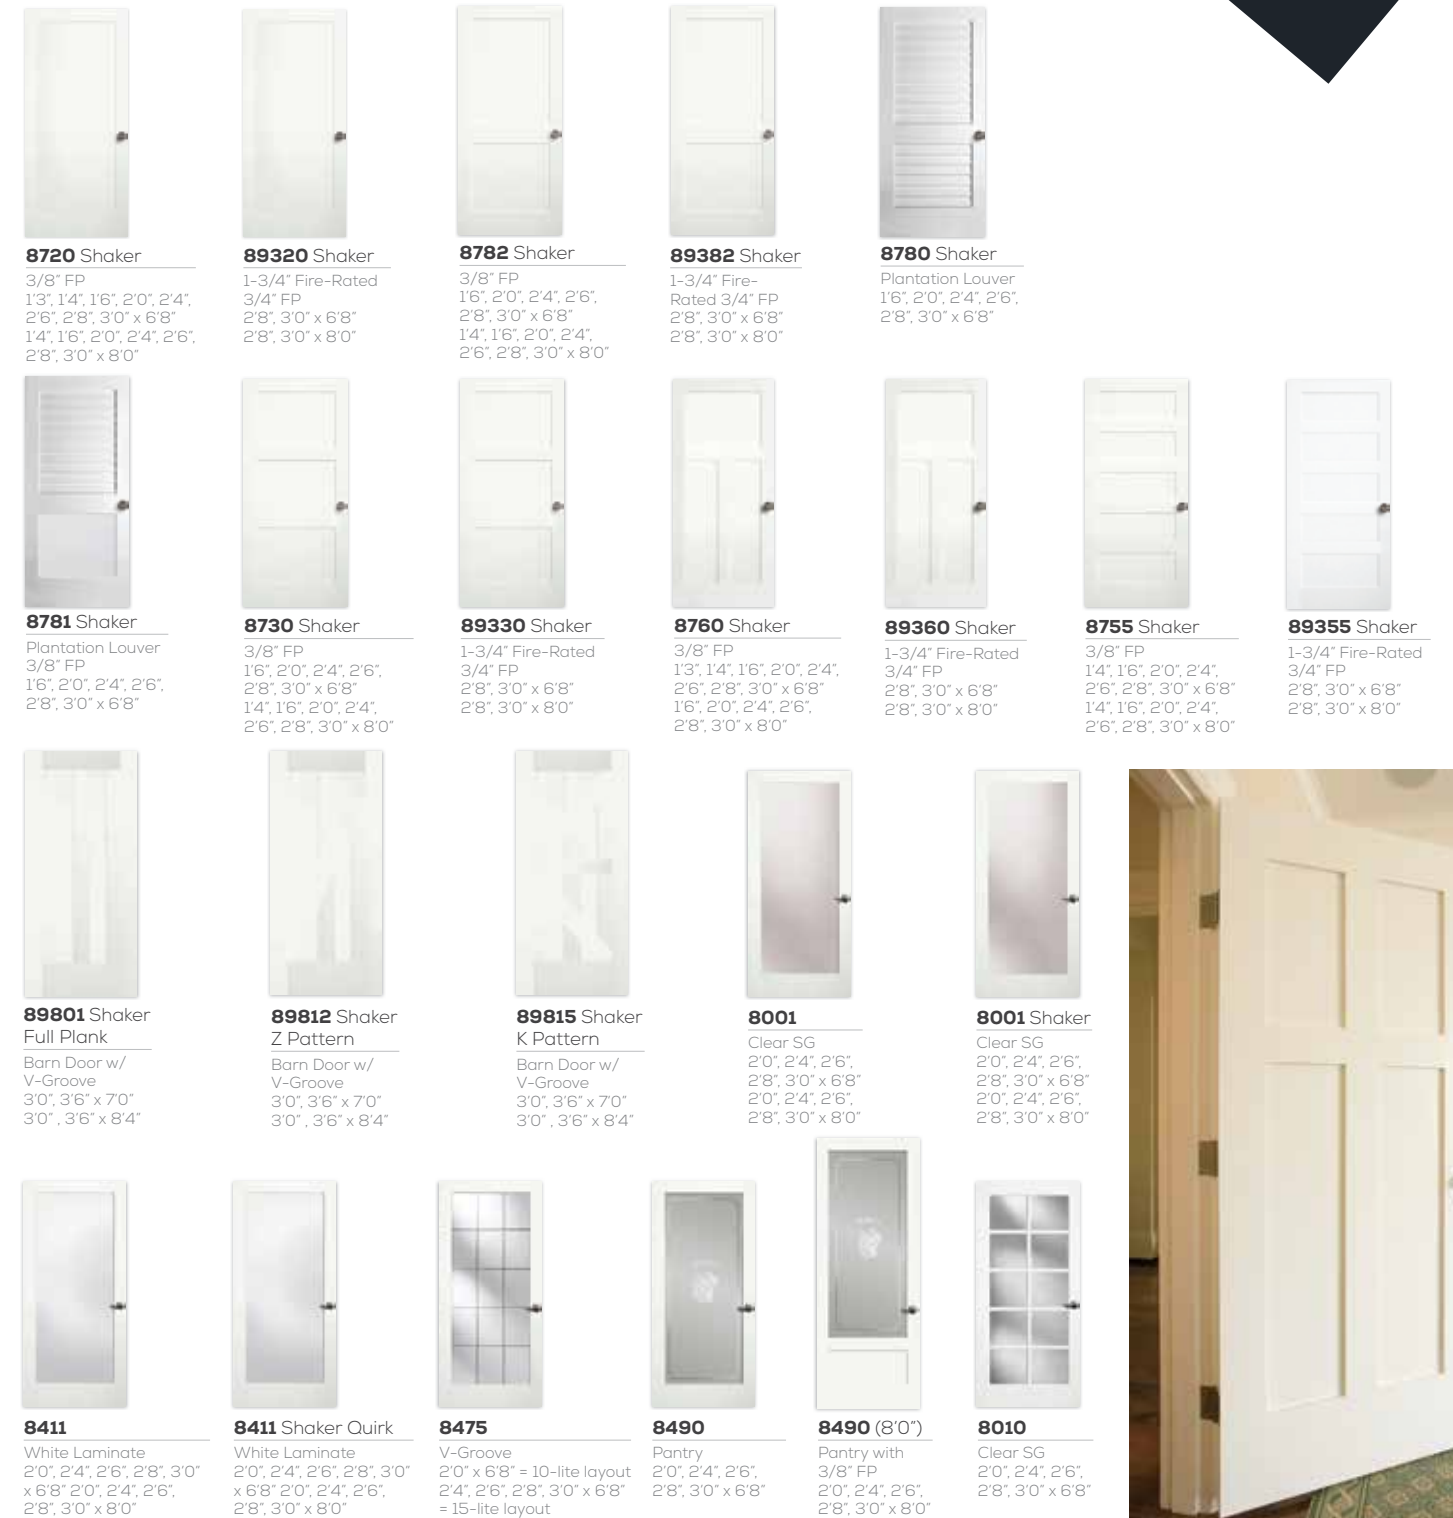 8720 Shaker
3/8" FP
1'3", 1'4", 1'6", 2'0", 2'4",
2'6", 2'8", 3'0" x 6'8"
1'4", 1'6", 2'0", 2'4", 2'6",
2'8", 3'0" x 8'0"
89320 Shaker
1-3/4" Fire-Rated
3/4" FP
2'8", 3'0" x 6'8"
2'8", 3'0" x 8'0"
8782 Shaker
3/8" FP
1'6", 2'0", 2'4", 2'6",
2'8", 3'0" x 6'8"
1'4", 1'6", 2'0", 2'4",
2'6", 2'8", 3'0" x 8'0"
89382 Shaker
1-3/4" Fire-
Rated 3/4" FP
2'8", 3'0" x 6'8"
2'8", 3'0" x 8'0"
8780 Shaker
Plantation Louver
1'6", 2'0", 2'4", 2'6",
2'8", 3'0" x 6'8"
8781 Shaker
Plantation Louver
3/8" FP
1'6", 2'0", 2'4", 2'6",
2'8", 3'0" x 6'8"
8730 Shaker
3/8" FP
1'6", 2'0", 2'4", 2'6",
2'8", 3'0" x 6'8"
1'4", 1'6", 2'0", 2'4",
2'6", 2'8", 3'0" x 8'0"
89330 Shaker
1-3/4" Fire-Rated
3/4" FP
2'8", 3'0" x 6'8"
2'8", 3'0" x 8'0"
8760 Shaker
3/8" FP
1'3", 1'4", 1'6", 2'0", 2'4",
2'6", 2'8", 3'0" x 6'8"
1'6", 2'0", 2'4", 2'6",
2'8", 3'0" x 8'0"
89360 Shaker
1-3/4" Fire-Rated
3/4" FP
2'8", 3'0" x 6'8"
2'8", 3'0" x 8'0"
8755 Shaker
3/8" FP
1'4", 1'6", 2'0", 2'4",
2'6", 2'8", 3'0" x 6'8"
1'4", 1'6", 2'0", 2'4",
2'6", 2'8", 3'0" x 8'0"
89355 Shaker
1-3/4" Fire-Rated
3/4" FP
2'8", 3'0" x 6'8"
2'8", 3'0" x 8'0"
89801 Shaker
Full Plank
Barn Door w/
V-Groove
3'0", 3'6" x 7'0"
3'0" , 3'6" x 8'4"
89812 Shaker
Z Pattern
Barn Door w/
V-Groove
3'0", 3'6" x 7'0"
3'0" , 3'6" x 8'4"
89815 Shaker
K Pattern
Barn Door w/
V-Groove
3'0", 3'6" x 7'0"
3'0" , 3'6" x 8'4"
8001
Clear SG
2'0", 2'4", 2'6",
2'8", 3'0" x 6'8"
2'0", 2'4", 2'6",
2'8", 3'0" x 8'0"
8001 Shaker
Clear SG
2'0", 2'4", 2'6",
2'8", 3'0" x 6'8"
2'0", 2'4", 2'6",
2'8", 3'0" x 8'0"
8411
White Laminate
2'0", 2'4", 2'6", 2'8", 3'0"
x 6'8" 2'0", 2'4", 2'6",
2'8", 3'0" x 8'0"
8411 Shaker Quirk
White Laminate
2'0", 2'4", 2'6", 2'8", 3'0"
x 6'8" 2'0", 2'4", 2'6",
2'8", 3'0" x 8'0"
8475
V-Groove
2'0" x 6'8" = 10-lite layout
2'4", 2'6", 2'8", 3'0" x 6'8"
= 15-lite layout
8490
Pantry
2'0", 2'4", 2'6",
2'8", 3'0" x 6'8"
8490 (8'0")
Pantry with
3/8" FP
2'0", 2'4", 2'6",
2'8", 3'0" x 8'0"
8010
Clear SG
2'0", 2'4", 2'6",
2'8", 3'0" x 6'8"